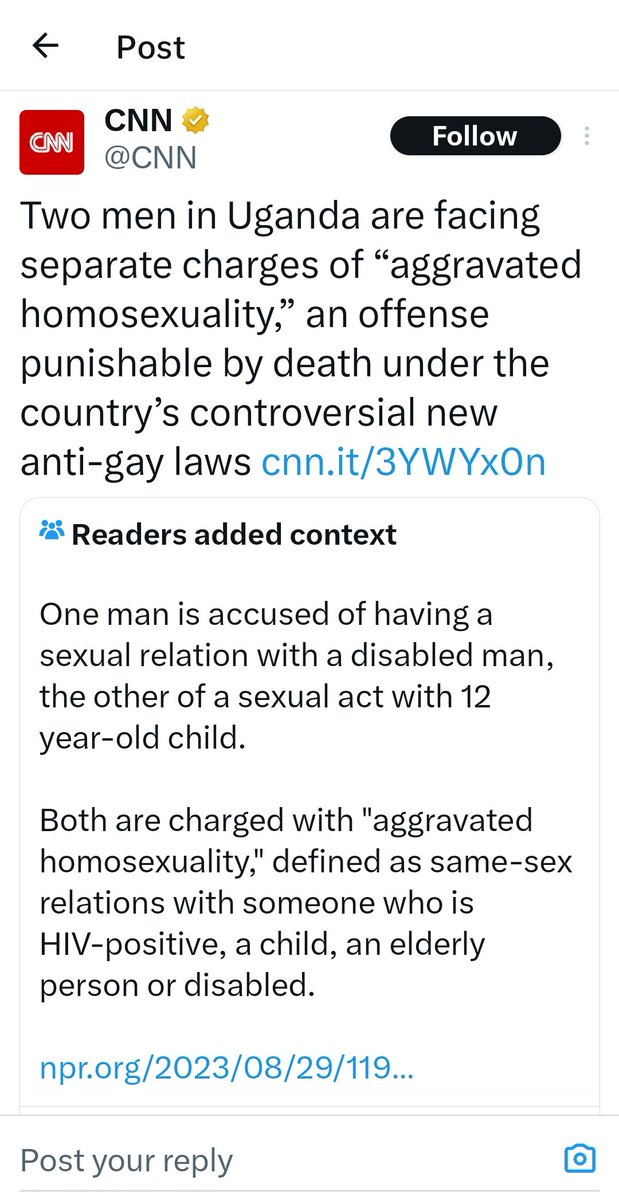 Post
CNN
CNN
@CNN
Follow
Two men in Uganda are facing
separate charges of “aggravated
homosexuality,” an offense
punishable by death under the
country’s controversial new
anti-gay laws cnn.it/3YWYx0n
Readers added context
One man is accused of having a
sexual relation with a disabled man,
the other of a sexual act with 12
year-old child.
Both are charged with "aggravated
homosexuality," defined as same-sex
relations with someone who is
HIV-positive, a child, an elderly
person or disabled.
npr.org/2023/08/29/119...
Post your reply